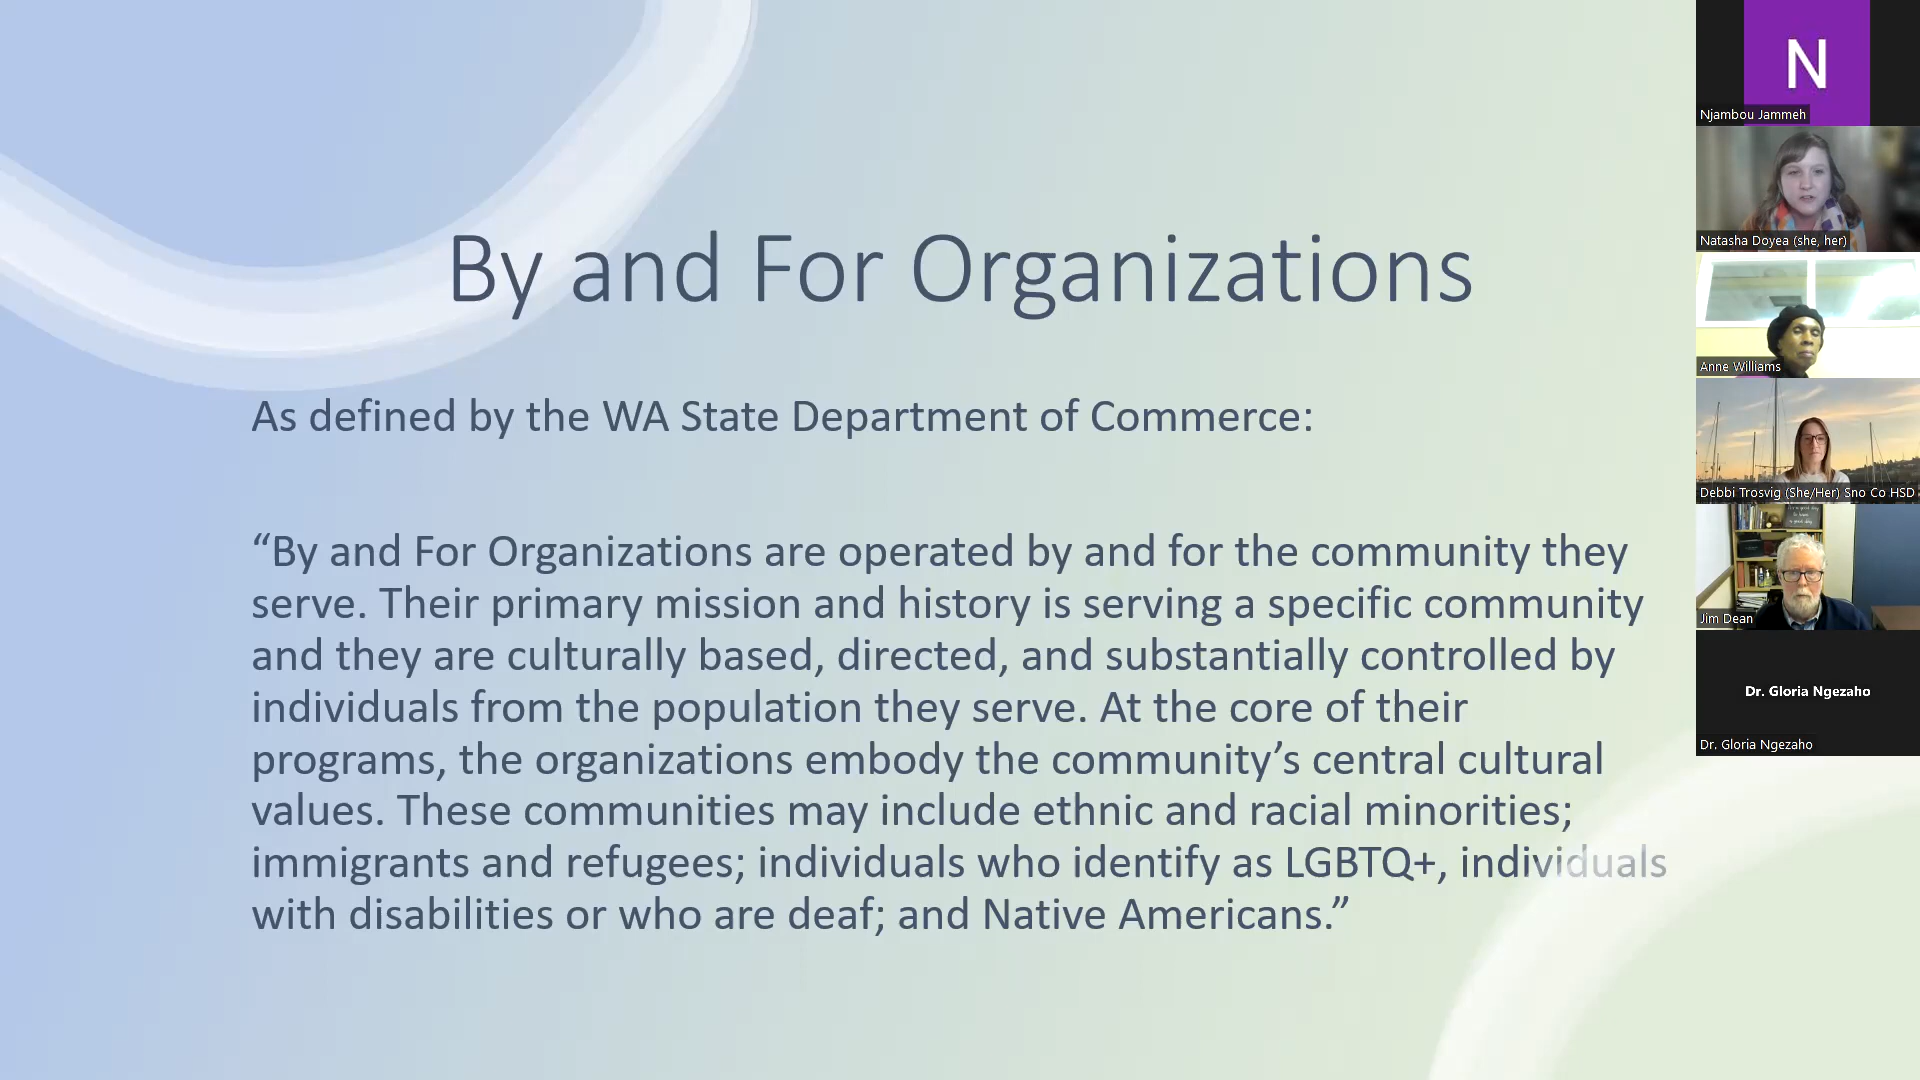 By and For Organizations
As defined by the WA State Department of Commerce:
“By and For Organizations are operated by and for the community they
serve. Their primary mission and history is serving a specific community
and they are culturally based, directed, and substantially controlled by
individuals from the population they serve. At the core of their
programs, the organizations embody the community’s central cultural
values. These communities may include ethnic and racial minorities;
immigrants and refugees; individuals who identify as LGBTQ+, individuals
with disabilities or who are deaf; and Native Americans.”
N
Njambou Jammeh
Natasha Doyea (she, her)
Anne Williams
Debbi Trosvig (She/Her) Sno Co HSD
Jim Dean
Dr. Gloria Ngezaho
Dr. Gloria Ngezaho